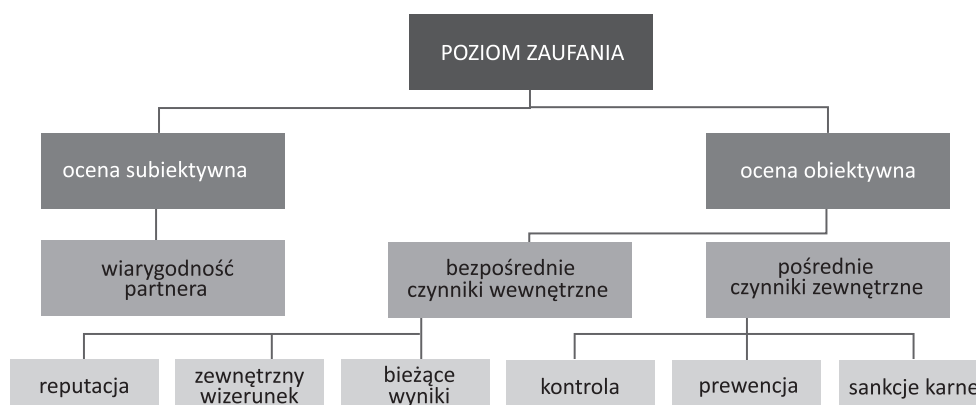 POZIOM ZAUFANIA
ocena subiektywna
ocena obiektywna
wiarygodność
partnera
bezpośrednie
czynniki wewnętrzne
pośrednie
czynniki zewnętrzne
reputacja
zewnętrzny
wizerunek
bieżące
wyniki
kontrola
prewencja
sankcje karne